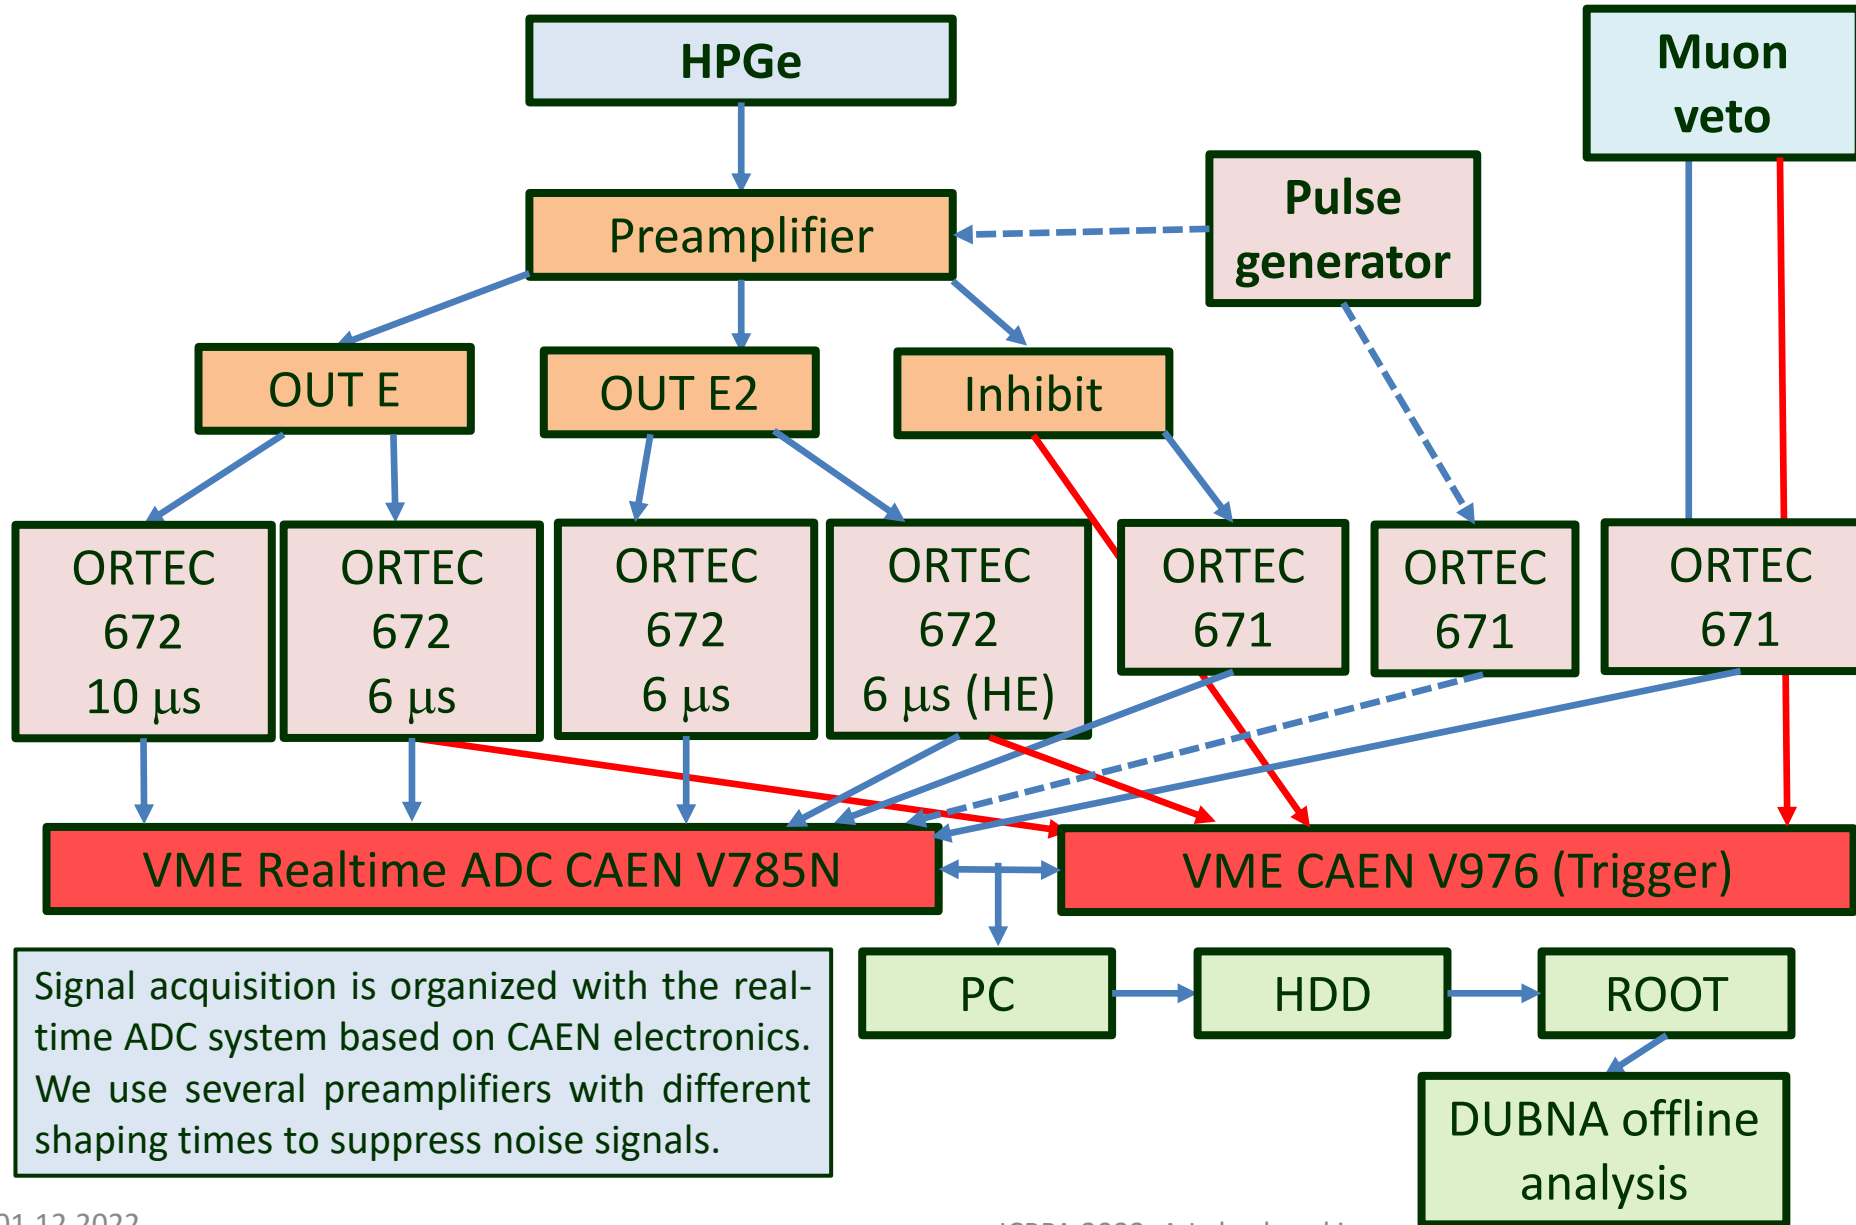 HPGe
Muon
veto
Pulse
generator
Preamplifier
OUT E
OUT E2
Inhibit
ORTEC
672
10 μs
ORTEC
672
6 μs
ORTEC
672
6 μs
ORTEC
672
6 μs (HE)
ORTEC
671
ORTEC
671
ORTEC
671
VME Realtime ADC CAEN V785N
VME CAEN V976 (Trigger)
Signal acquisition is organized with the real-
time ADC system based on CAEN electronics.
We use several preamplifiers with different
shaping times to suppress noise signals.
PC
HDD
ROOT
DUBNA offline
analysis
01.12.2022